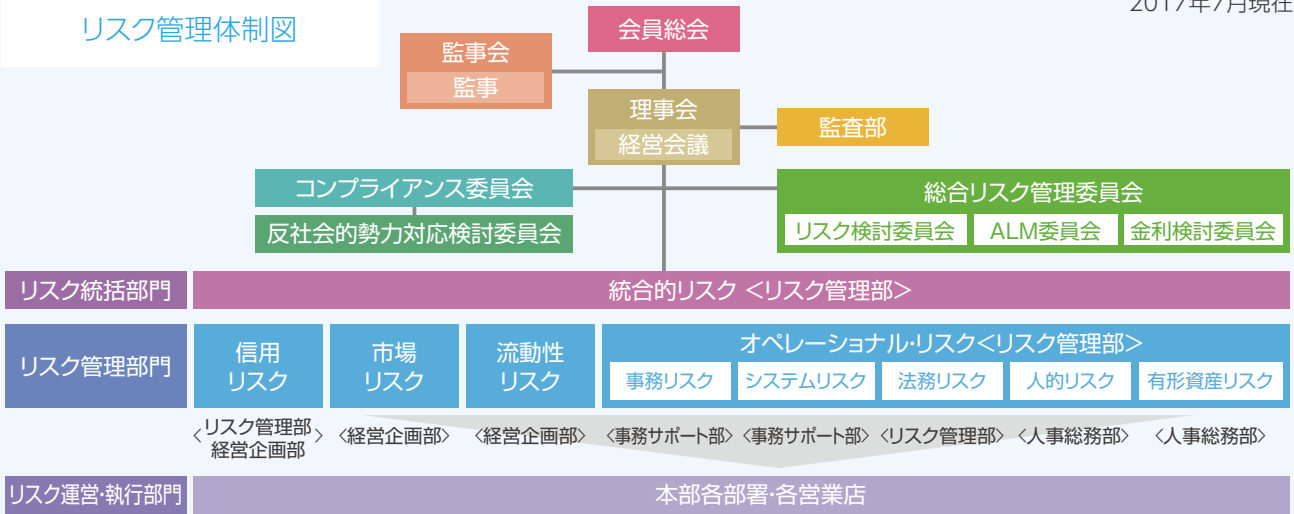 2017年7月現在
リスク管理体制図
会員総会
監事会
監事
理事会
経営会議
監査部
コンプライアンス委員会
反社会的勢力対応検討委員会
総合リスク管理委員会
リスク検討委員会
ALM委員会
金利検討委員会
リスク統括部門
統合的リスク <リスク管理部>
リスク管理部門
信用
リスク
市場
リスク
流動性
リスク
オペレーショナル・リスク<リスク管理部>
事務リスク
システムリスク
法務リスク
人的リスク
有形資産リスク
〈リスク管理部
経営企画部〉
〈経営企画部〉
〈経営企画部〉
〈事務サポート部〉
〈事務サポート部〉
〈リスク管理部〉
〈人事総務部〉
〈人事総務部〉
リスク運営・執行部門
本部各部署・各営業店